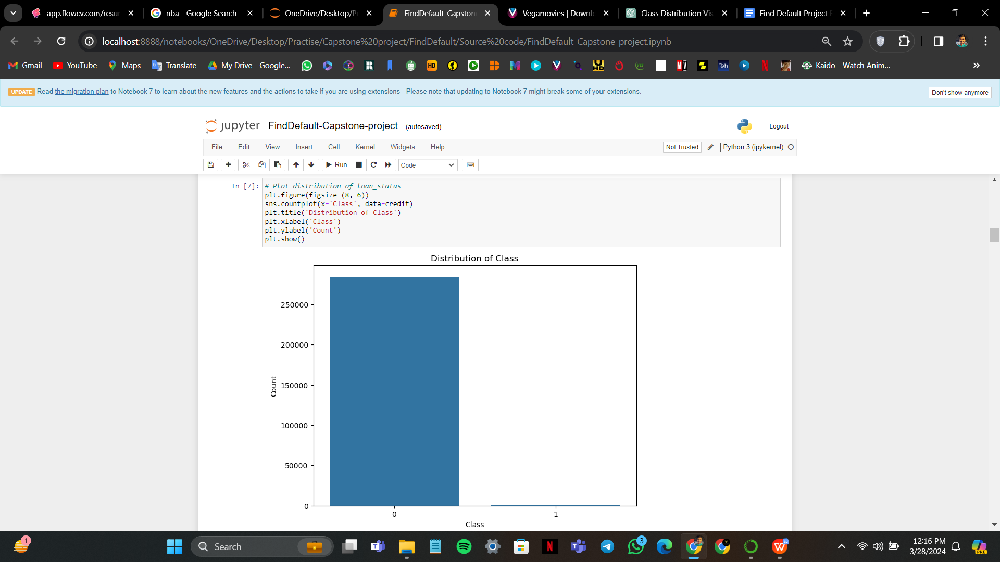 app.flowcv.com/resu
nba - Google Search
OneDrive/Desktop/P
FindDefault-Capston
Vegamovies | Downl
Class Distribution Vis
Find Default Project
localhost:8888/notebooks/OneDrive/Desktop/Practise/Capstone%20project/FindDefault/Source%20code/FindDefault-Capstone-project.ipynb
Gmail
YouTube
Maps
Translate
My Drive - Google...
HD
Kaido - Watch Anim...
UPDATE Read the migration plan to Notebook 7 to learn about the new features and the actions to take if you are using extensions - Please note that updating to Notebook 7 might break some of your extensions.
Don't show anymore
jupyter FindDefault-Capstone-project (autosaved)
Logout
File Edit View Insert Cell Kernel Widgets Help
Not Trusted
Python 3 (ipykernel)
Run
Code
In [7]:
# Plot distribution of loan_status
plt.figure(figsize=(8, 6))
sns.countplot(x='Class', data=credit)
plt.title('Distribution of Class')
plt.xlabel('Class')
plt.ylabel('Count')
plt.show()
Distribution of Class
250000
200000
150000
100000
50000
0
Count
0 1
Class
1
Search
3
12:16 PM
3/28/2024
PRE